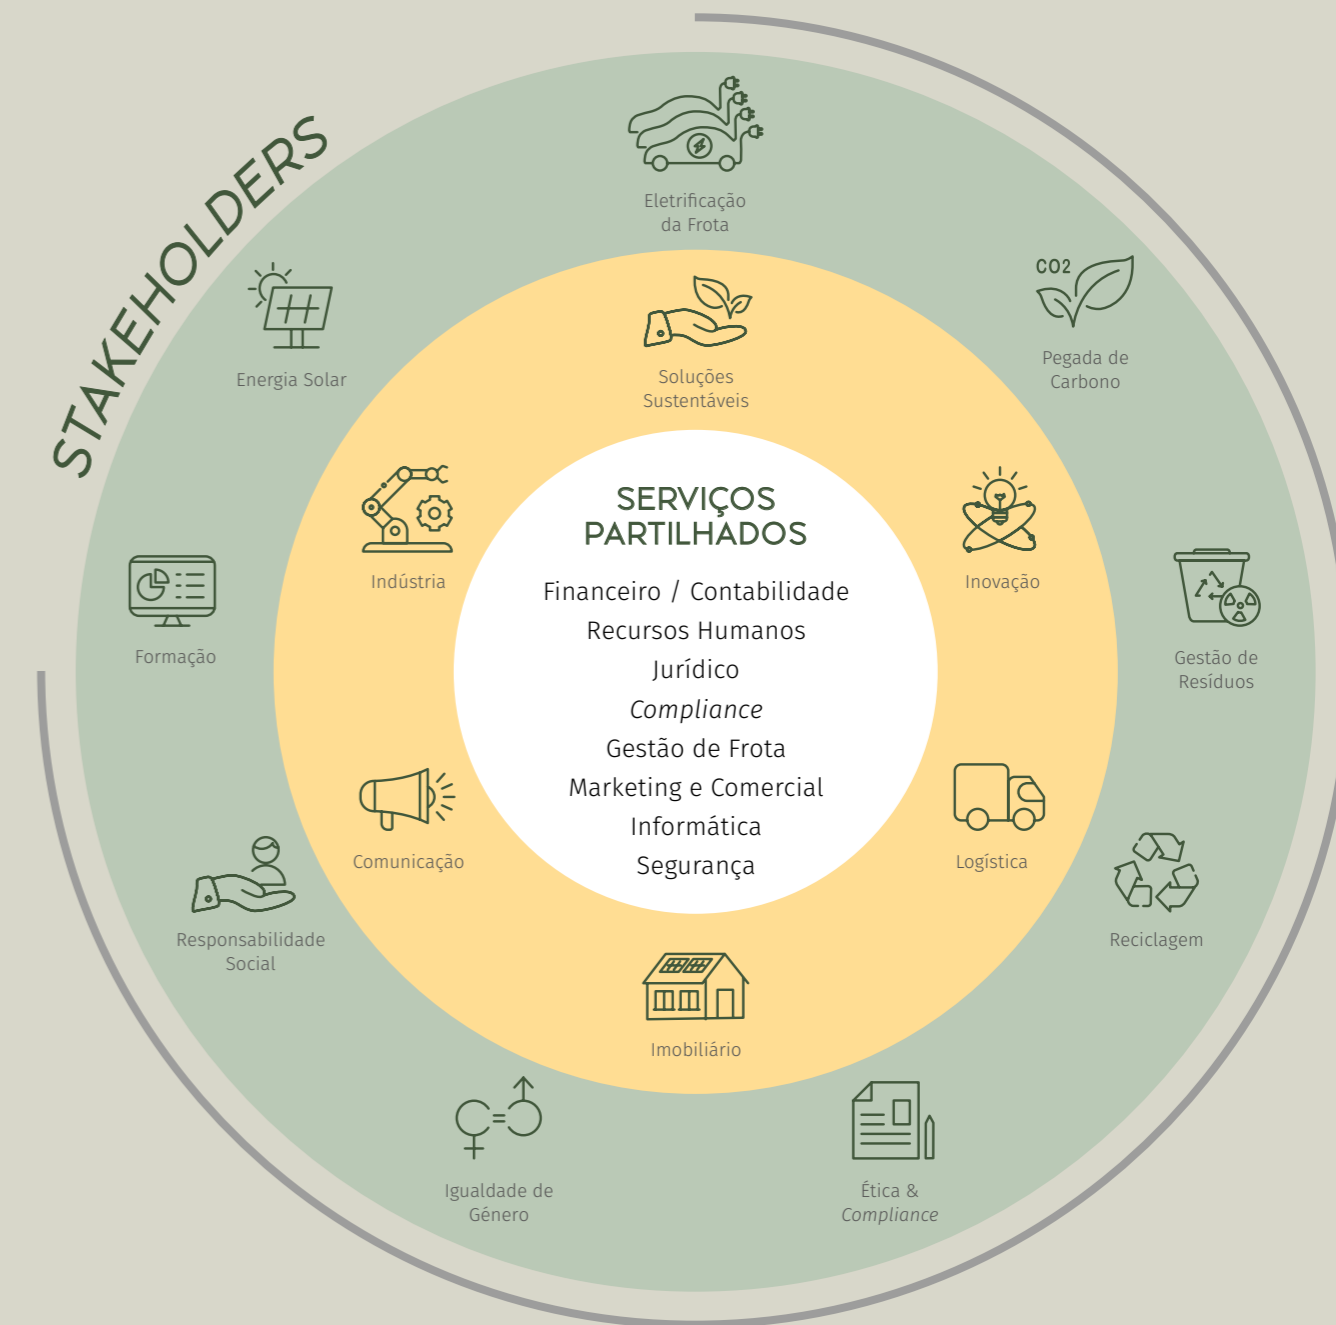 STAKEHOLDERS
Eletrificação
da Frota
CO2
Pegada de
Carbono
Energia Solar
Soluções
Sustentáveis
Indústria
Inovação
SERVIÇOS
PARTILHADOS
Financeiro / Contabilidade
Recursos Humanos
Jurídico
Compliance
Gestão de Frota
Marketing e Comercial
Informática
Segurança
Formação
Gestão de
Resíduos
Comunicação
Logística
Responsabilidade
Social
Reciclagem
Imobiliário
Igualdade de
Género
Ética &
Compliance